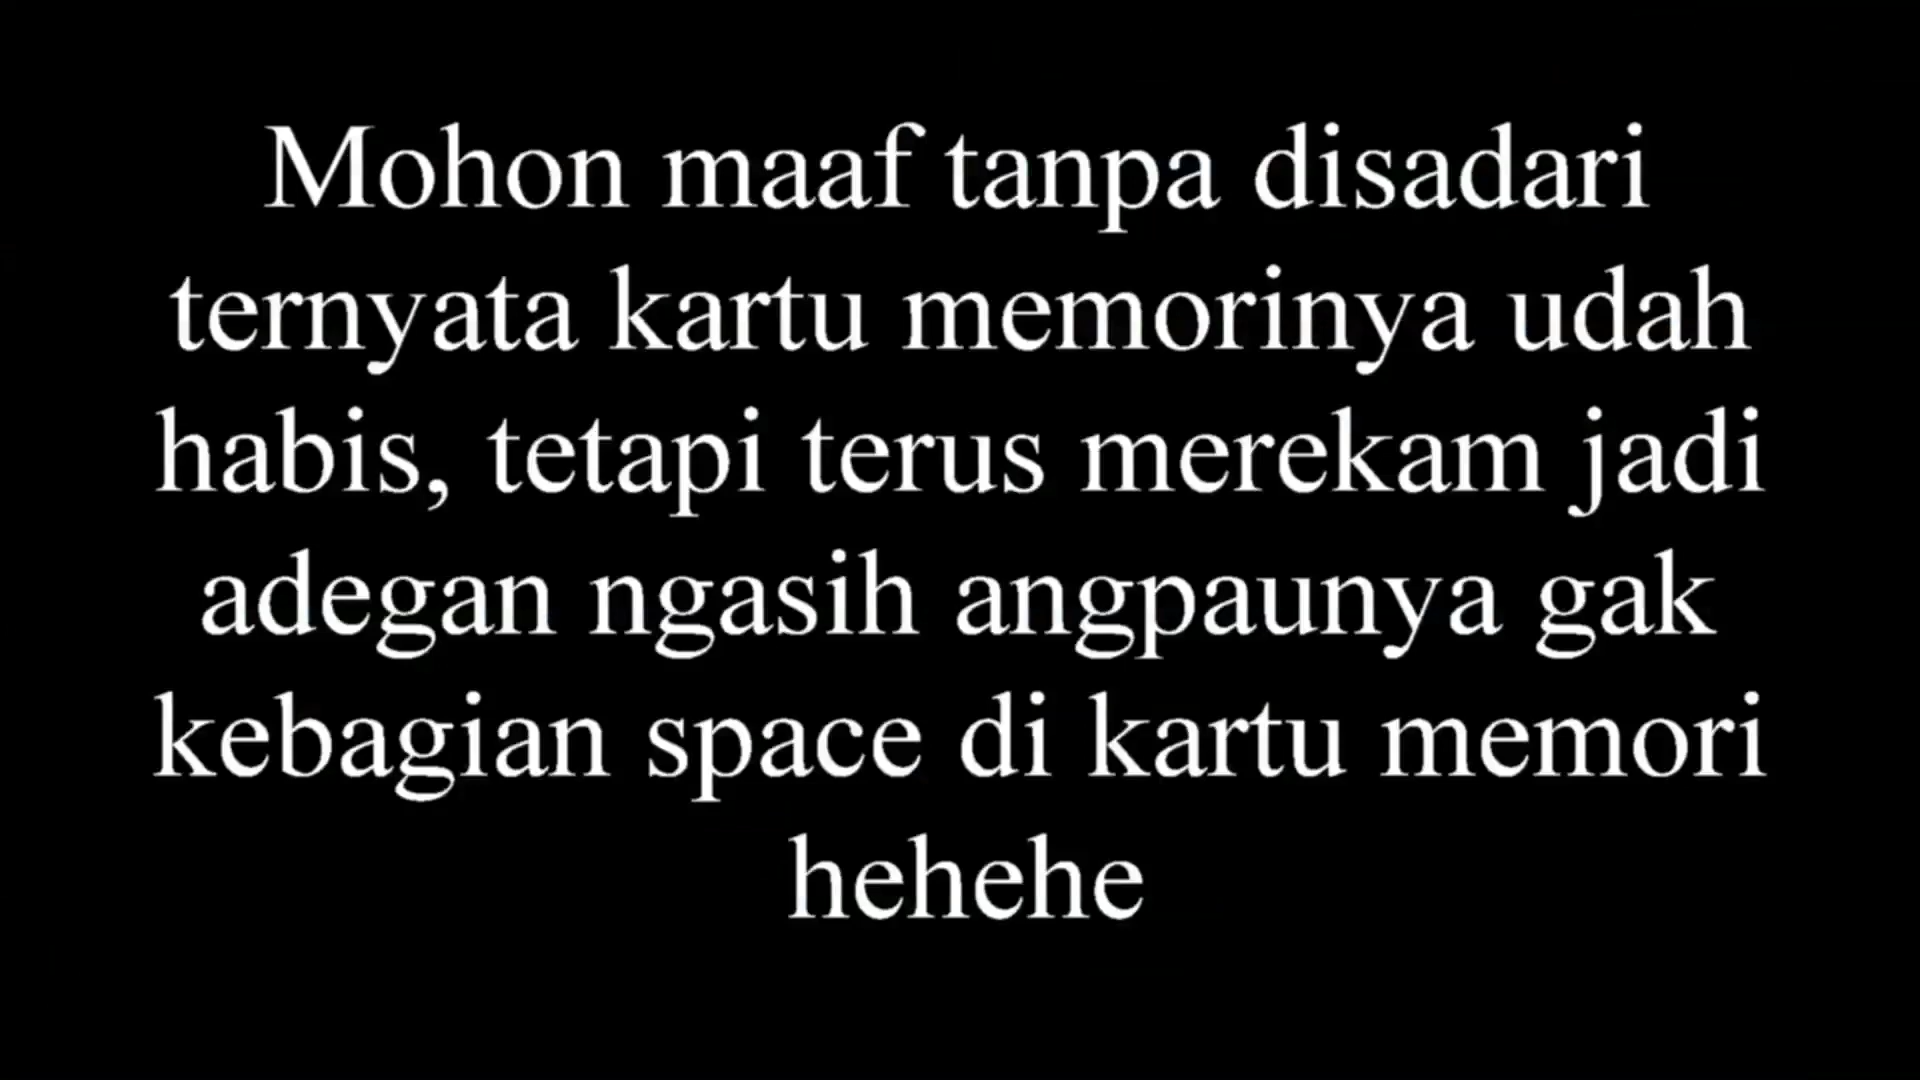 Mohon maaf tanpa disadari
ternyata kartu memorinya udah
habis, tetapi terus merekam jadi
adegan ngasih angpaunya gak
kebagian space di kartu memori
hehehe